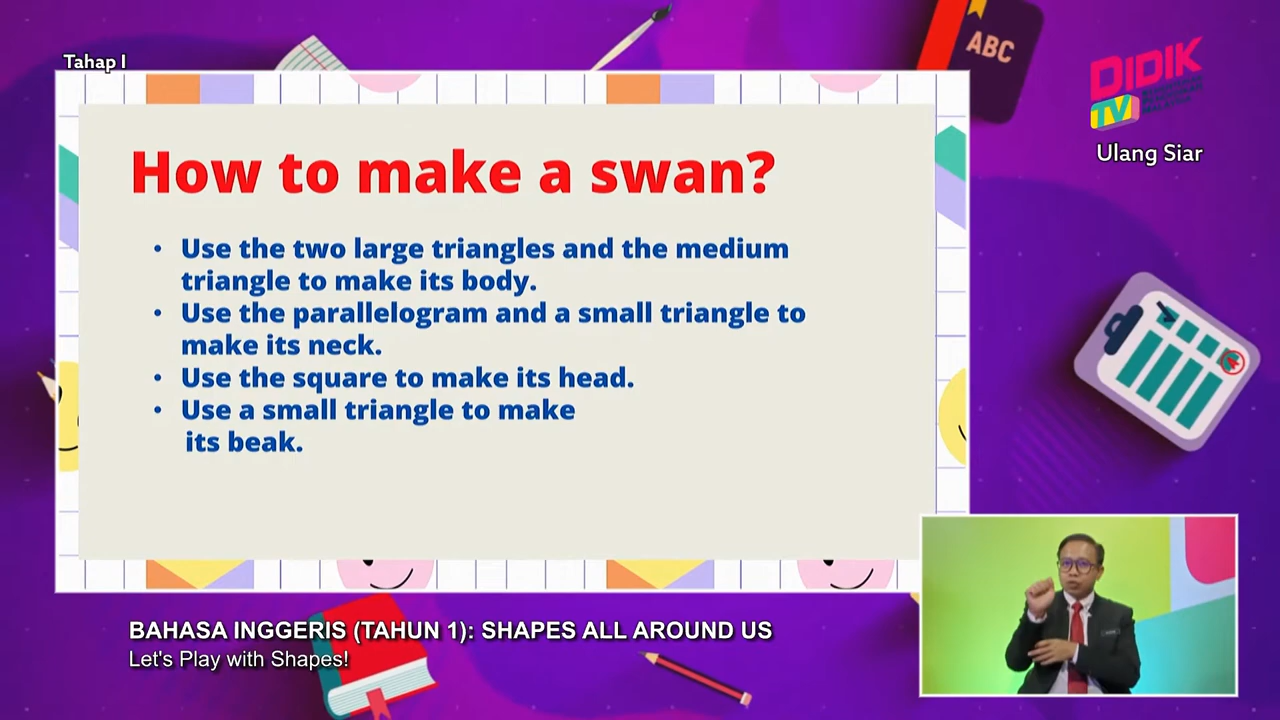 Tahap I
ABC
DIDIK
TV
Ulang Siar
How to make a swan?
• Use the two large triangles and the medium
triangle to make its body.
• Use the parallelogram and a small triangle to
make its neck.
• Use the square to make its head.
• Use a small triangle to make
its beak.
BAHASA INGGERIS (TAHUN 1): SHAPES ALL AROUND US
Let's Play with Shapes!